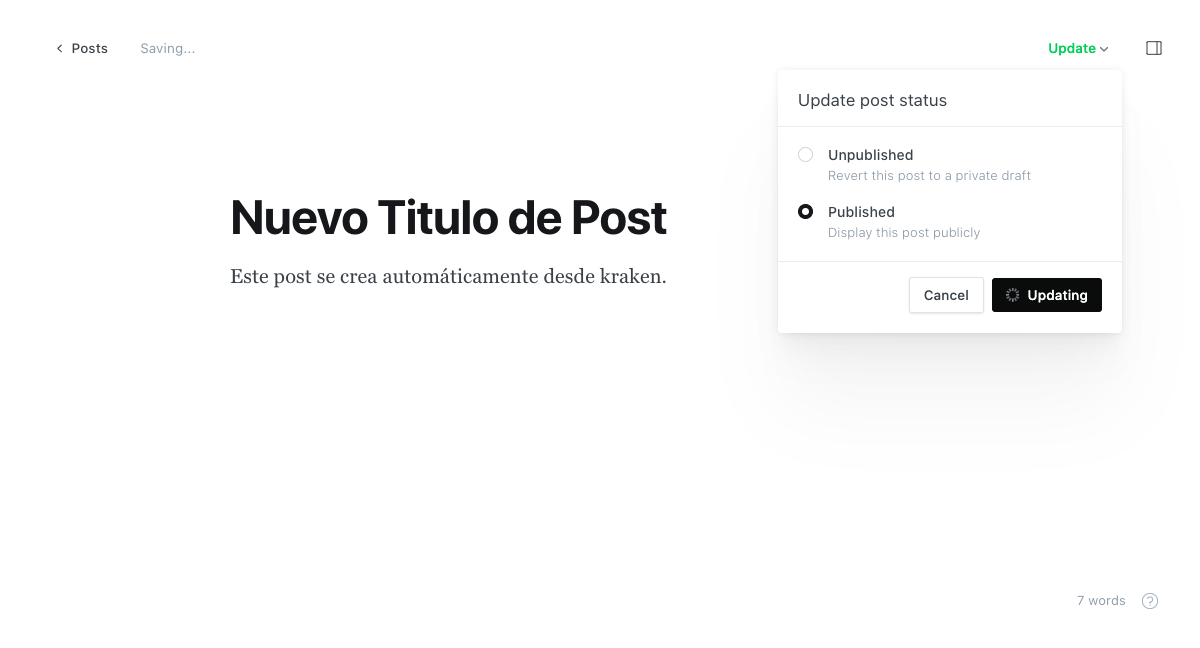 Posts Saving... Update
Update post status
Unpublished
Revert this post to a private draft
Published
Display this post publicly
Cancel Updating
Nuevo Titulo de Post
Este post se crea automáticamente desde kraken.
7 words ?